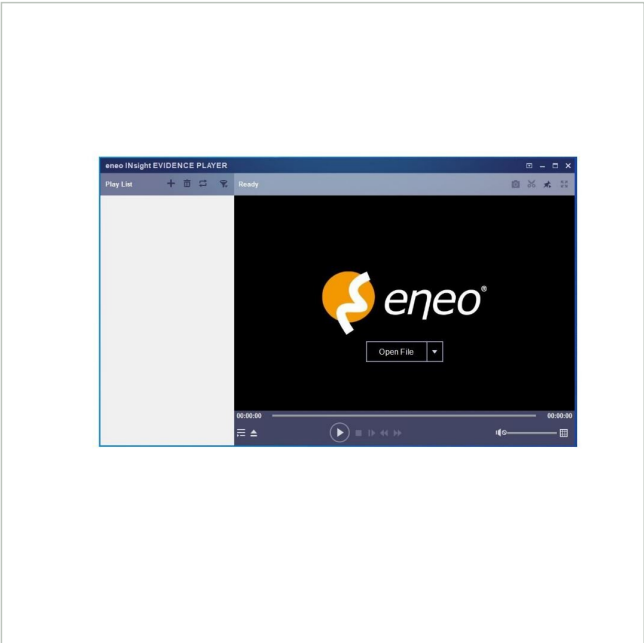 eneo INsight EVIDENCE PLAYER
Play List
Ready
eneo®
Open File
00:00:00
00:00:00